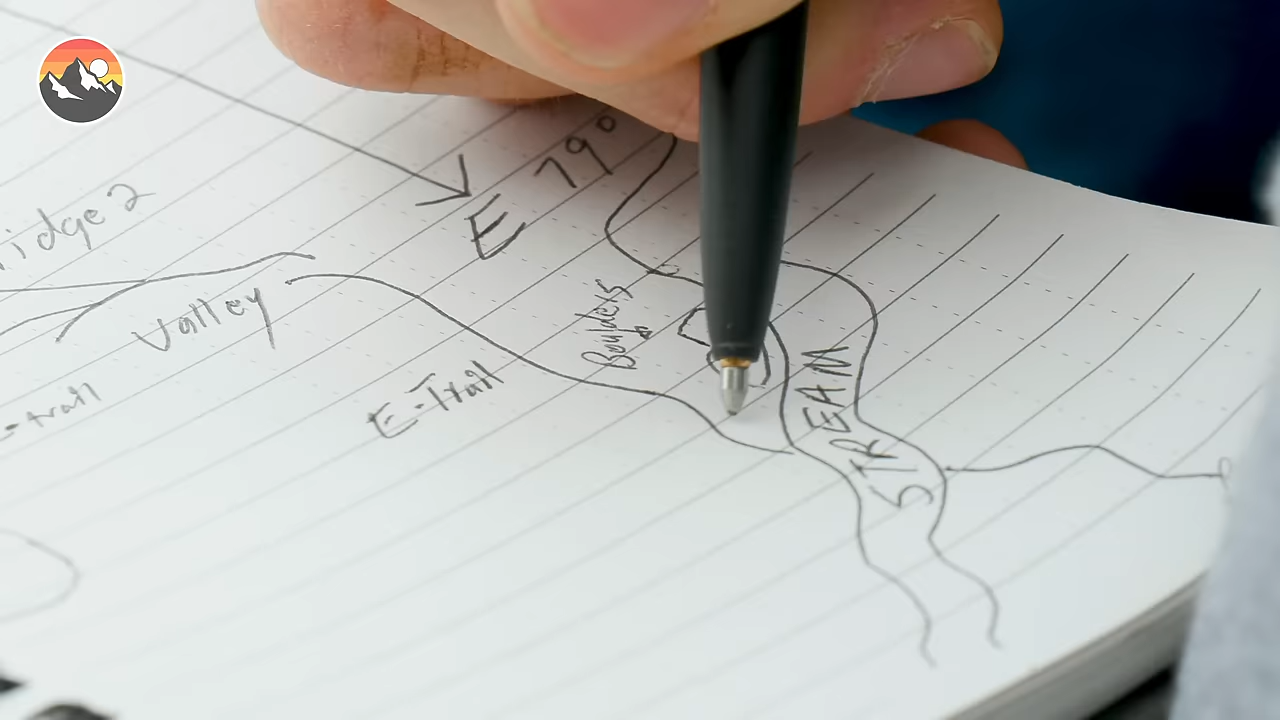 E 79°
idge 2
Valley
Boulders
E-Trail
-trail
STREAM